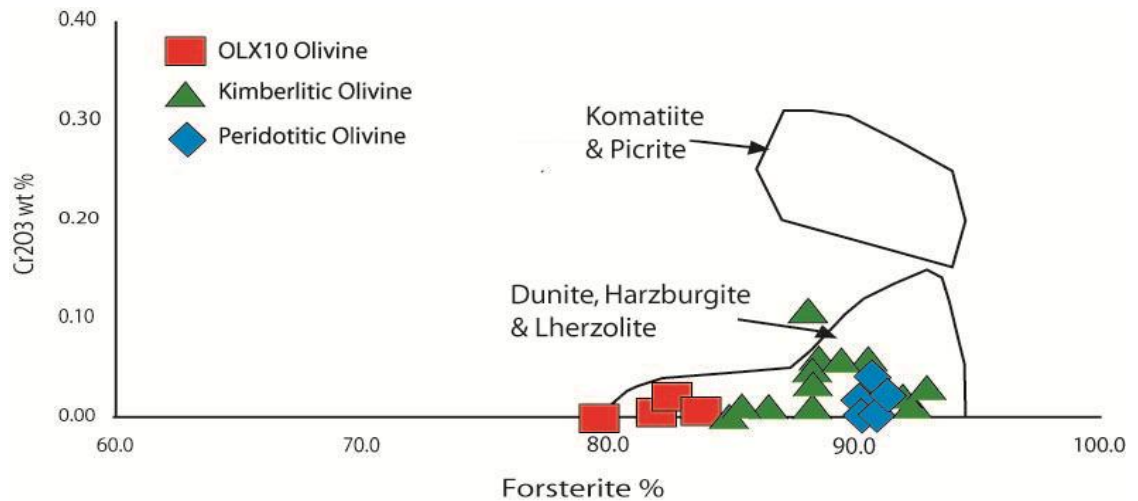 0.40
0.30
0.20
0.10
0.00
Cr2O3 wt %
OLX10 Olivine
Kimberlitic Olivine
Peridotitic Olivine
Komatiite
& Picrite
Dunite, Harzburgite
& Lherzolite
60.0
70.0
80.0
90.0
100.0
Forsterite %